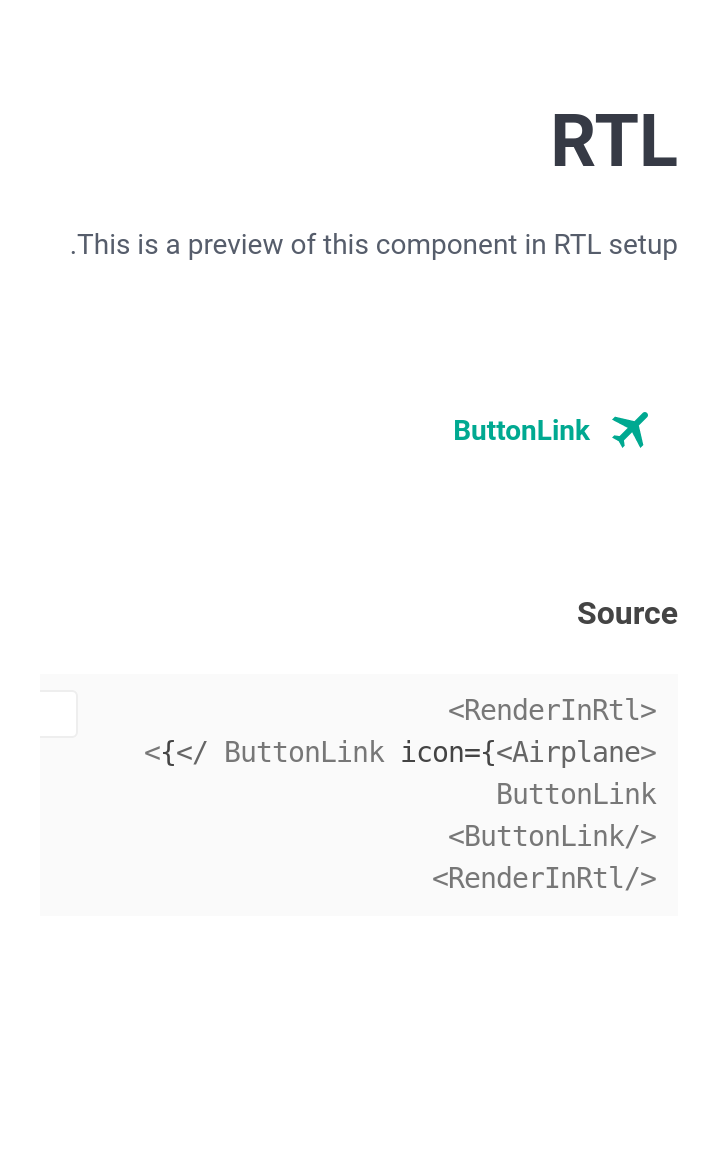 RTL
.This is a preview of this component in RTL setup
ButtonLink
Source
<RenderInRtl>
<{</ ButtonLink icon={<Airplane>
ButtonLink
<ButtonLink/>
<RenderInRtl/>